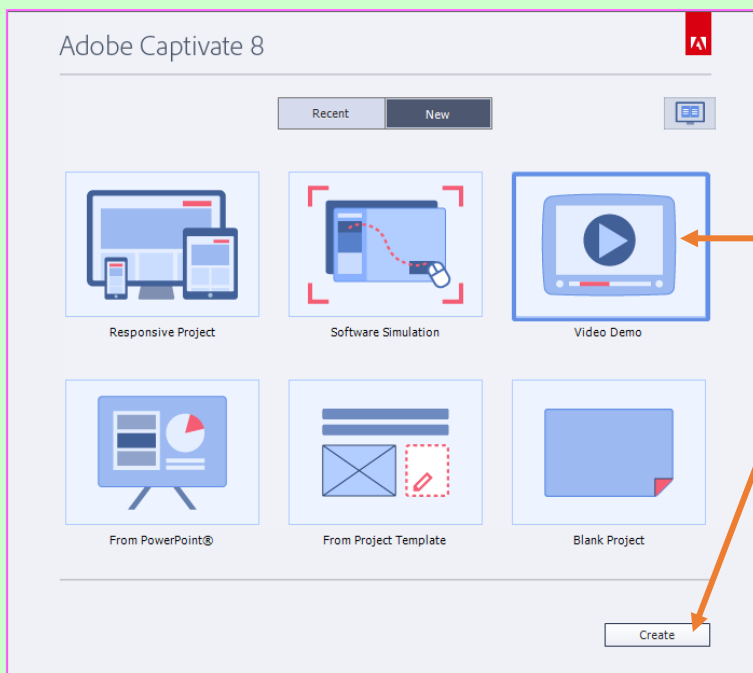 Adobe Captivate 8
Recent New
Responsive Project Software Simulation Video Demo
From PowerPoint® From Project Template Blank Project
Create